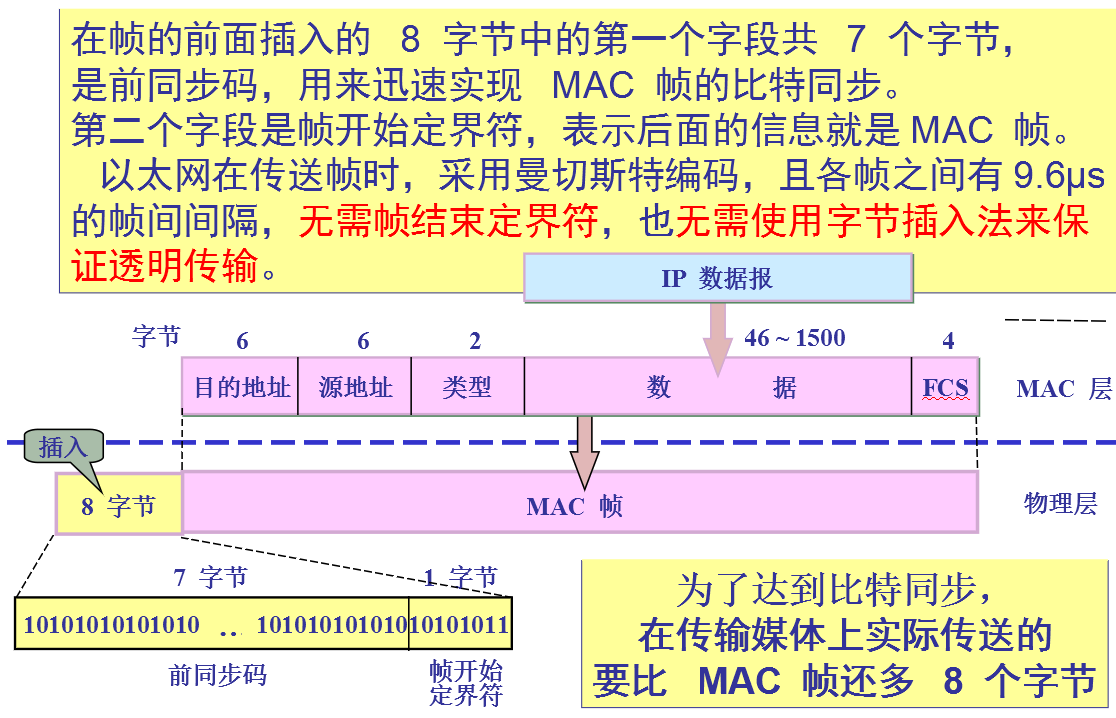 在帧的前面插入的 8 字节中的第一个字段共 7 个字节，
是前同步码，用来迅速实现 MAC 帧的比特同步。
第二个字段是帧开始定界符，表示后面的信息就是MAC 帧。
以太网在传送帧时，采用曼切斯特编码，且各帧之间有9.6μs
的帧间间隔，无需帧结束定界符，也无需使用字节插入法来保
证透明传输。
IP 数据报
字节 6 6 2 46 ~ 1500 4
目的地址 源地址 类型 数 据 FCS MAC 层
插入
8 字节 MAC 帧 物理层
7 字节 1 字节
10101010101010 … 10101010101010101011
前同步码 帧开始
定界符
为了达到比特同步，
在传输媒体上实际传送的
要比 MAC 帧还多 8 个字节